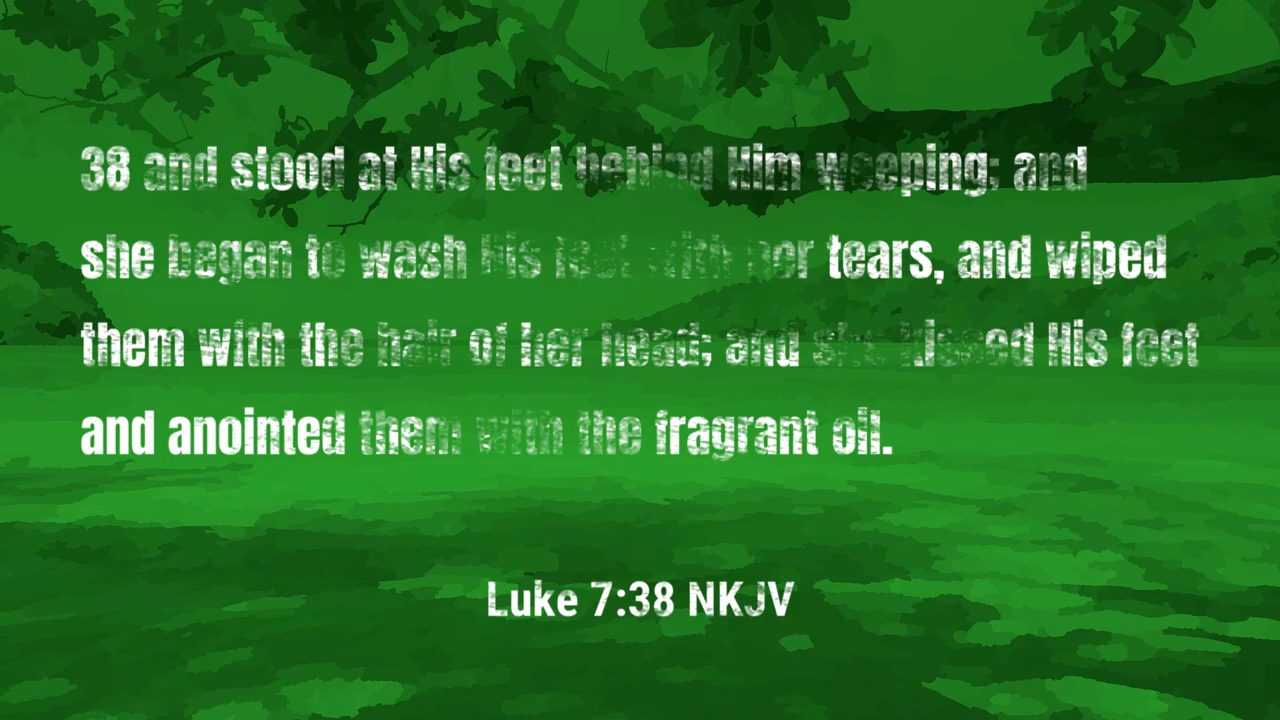 38 and stood at His feet behind Him weeping; and
she began to wash His feet with her tears, and wiped
them with the hair of her head; and she kissed His feet
and anointed them with the fragrant oil.
Luke 7:38 NKJV